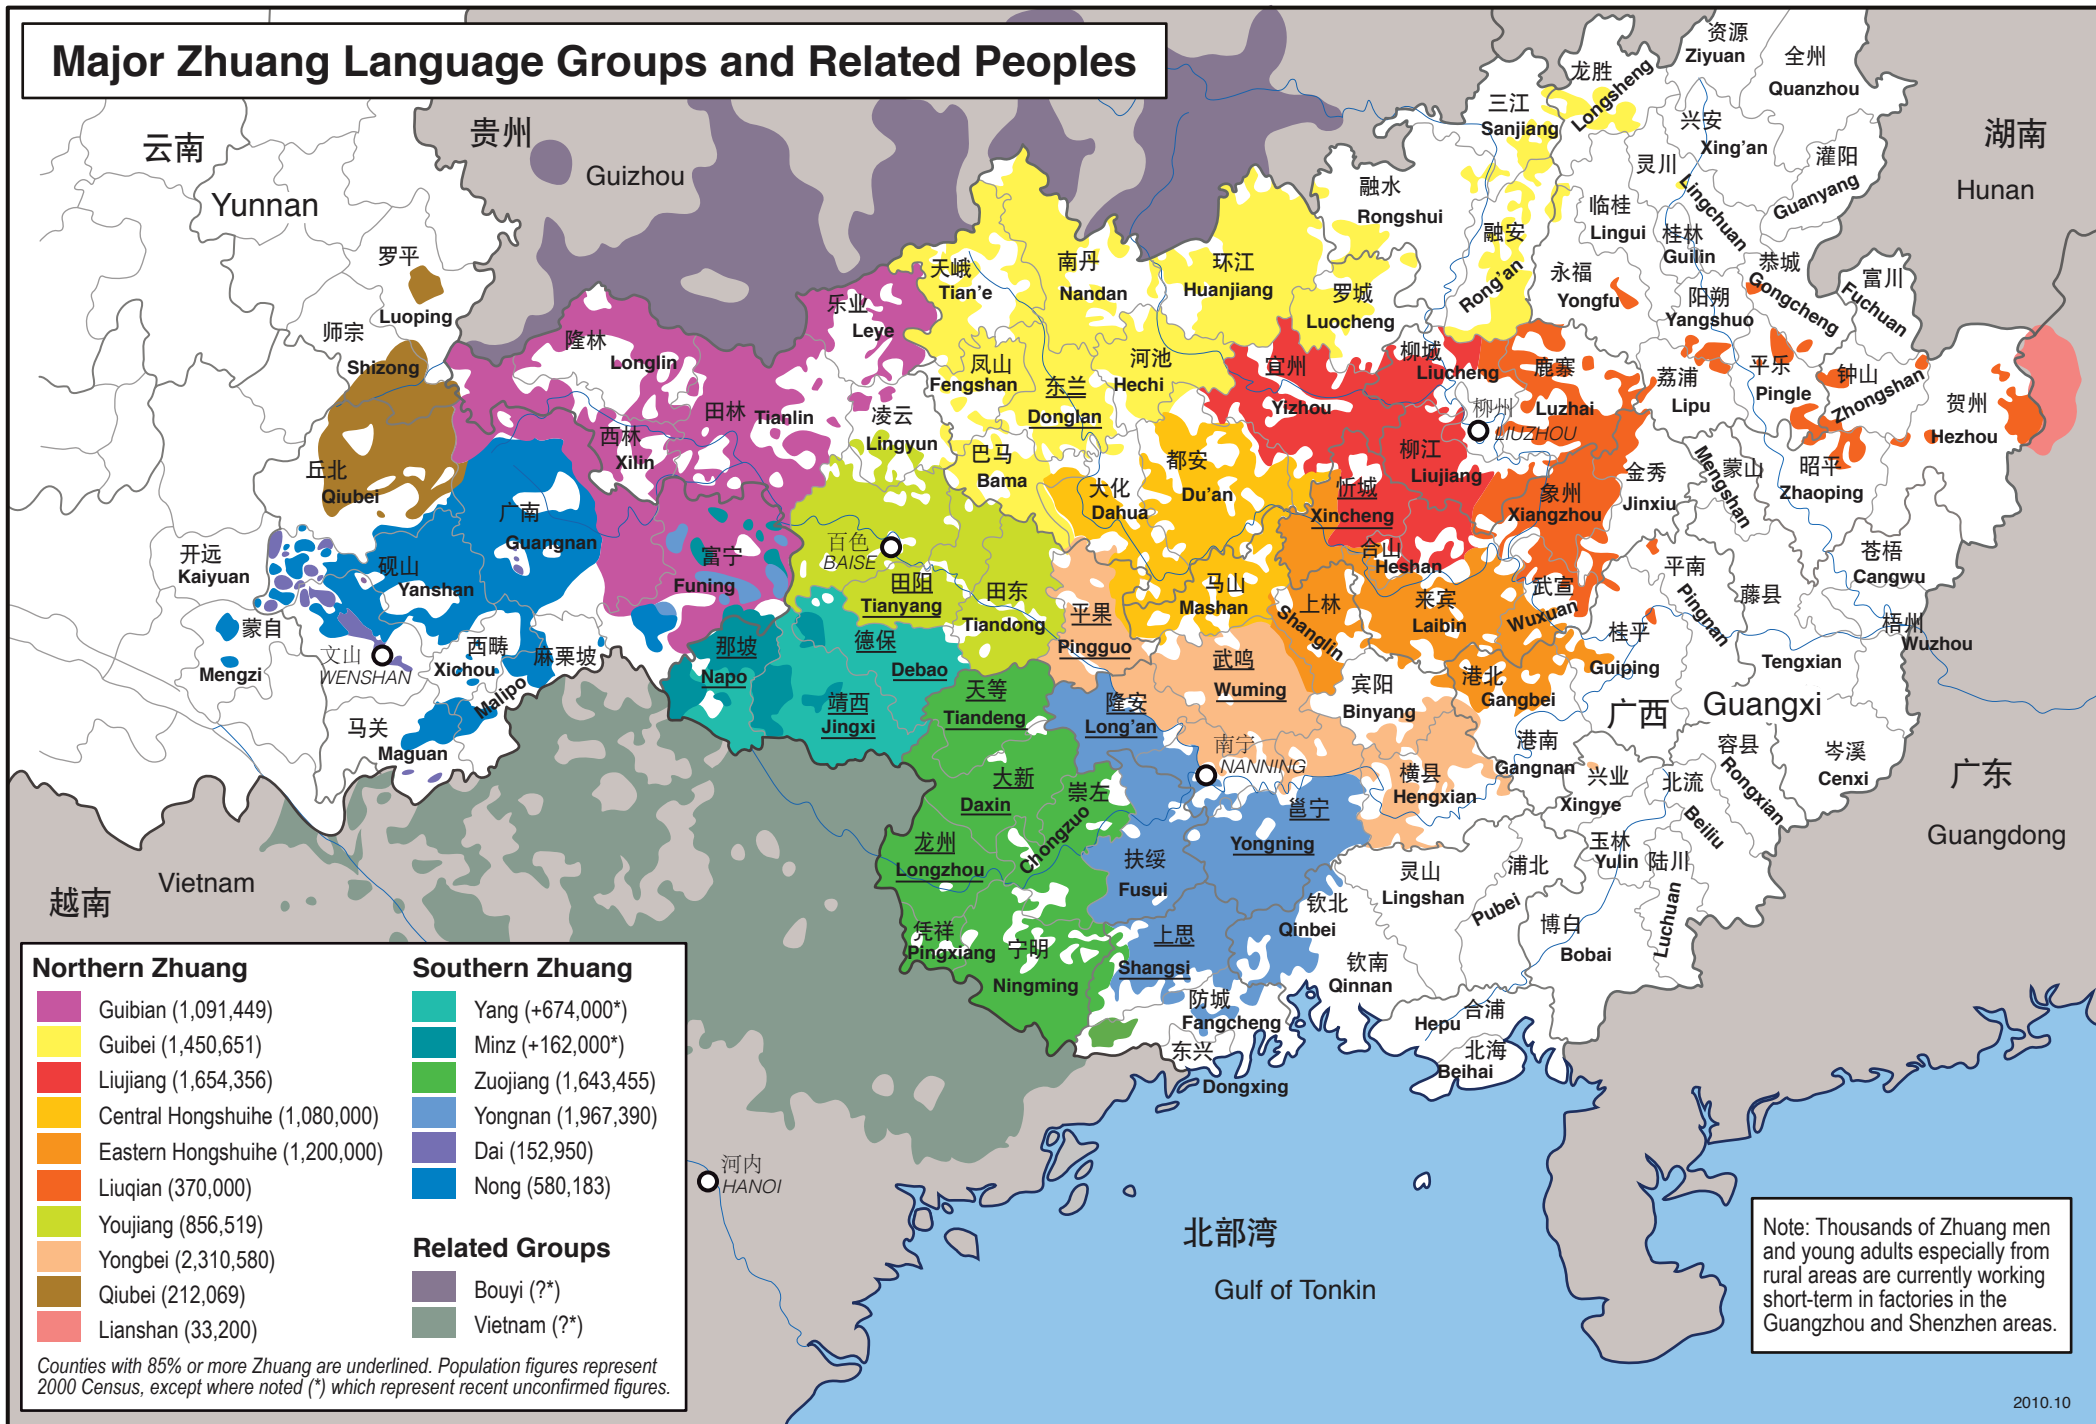 Major Zhuang Language Groups and Related Peoples
云南
Yunnan
贵州
Guizhou
湖南
Hunan
广西
Guangxi
广东
Guangdong
越南
Vietnam
北部湾
Gulf of Tonkin
资源
Ziyuan
全州
Quanzhou
龙胜
Longsheng
三江
Sanjiang
兴安
Xing'an
灌阳
Guanyang
灵川
Lingchuan
融水
Rongshui
临桂
Lingui
桂林
Guilin
融安
Rong'an
永福
Yongfu
阳朔
Yangshuo
恭城
Gongcheng
富川
Fuchuan
罗平
Luoping
师宗
Shizong
隆林
Longlin
乐业
Leye
天峨
Tian'e
南丹
Nandan
环江
Huanjiang
罗城
Luocheng
凤山
Fengshan
东兰
Donglan
河池
Hechi
宜州
Yizhou
柳城
Liucheng
鹿寨
Luzhai
荔浦
Lipu
平乐
Pingle
钟山
Zhongshan
贺州
Hezhou
田林
Tianlin
凌云
Lingyun
西林
Xilin
巴马
Bama
大化
Dahua
都安
Du'an
忻城
Xincheng
柳江
Liujiang
柳州
LIUZHOU
象州
Xiangzhou
金秀
Jinxiu
蒙山
Mengshan
昭平
Zhaoping
丘北
Qiubei
广南
Guangnan
富宁
Funing
百色
BAISE
田阳
Tianyang
田东
Tiandong
平果
Pingguo
马山
Mashan
合山
Heshan
上林
Shanglin
来宾
Laibin
武宣
Wuxuan
桂平
Guiping
平南
Pingnan
藤县
Tengxian
苍梧
Cangwu
梧州
Wuzhou
开远
Kaiyuan
砚山
Yanshan
蒙自
Mengzi
文山
WENSHAN
西畴
Xichou
麻栗坡
Malipo
马关
Maguan
那坡
Napo
德保
Debao
靖西
Jingxi
天等
Tiandeng
隆安
Long'an
武鸣
Wuming
宾阳
Binyang
港北
Gangbei
港南
Gangnan
南宁
NANNING
横县
Hengxian
兴业
Xingye
北流
Beiliu
容县
Rongxian
岑溪
Cenxi
大新
Daxin
崇左
Chongzuo
龙州
Longzhou
扶绥
Fusui
邕宁
Yongning
灵山
Lingshan
浦北
Pubei
玉林
Yulin
陆川
Luchuan
凭祥
Pingxiang
宁明
Ningming
上思
Shangsi
钦北
Qinbei
钦南
Qinnan
博白
Bobai
防城
Fangcheng
东兴
Dongxing
合浦
Hepu
北海
Beihai
河内
HANOI
Northern Zhuang
Guibian (1,091,449)
Guibei (1,450,651)
Liujiang (1,654,356)
Central Hongshuihe (1,080,000)
Eastern Hongshuihe (1,200,000)
Liuqian (370,000)
Youjiang (856,519)
Yongbei (2,310,580)
Qiubei (212,069)
Lianshan (33,200)
Southern Zhuang
Yang (+674,000*)
Minz (+162,000*)
Zuojiang (1,643,455)
Yongnan (1,967,390)
Dai (152,950)
Nong (580,183)
Related Groups
Bouyi (?*)
Vietnam (?*)
Counties with 85% or more Zhuang are underlined. Population figures represent
2000 Census, except where noted (*) which represent recent unconfirmed figures.
Note: Thousands of Zhuang men
and young adults especially from
rural areas are currently working
short-term in factories in the
Guangzhou and Shenzhen areas.
2010.10